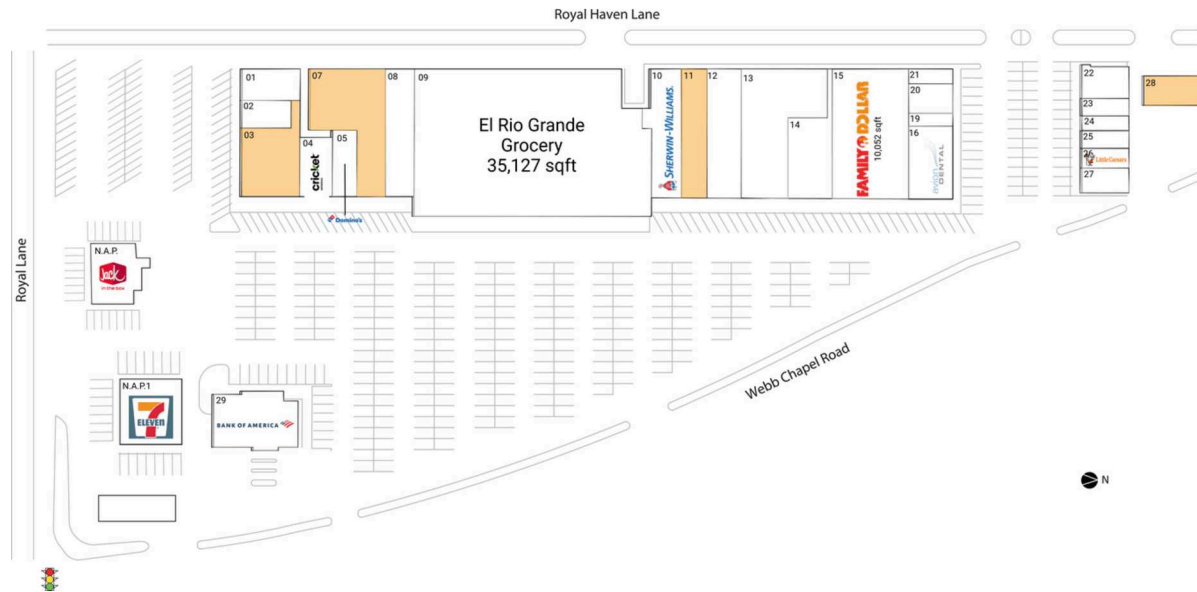 Royal Haven Lane
Royal Lane
01
02
03
04
cricket
05
Domino's
07
08
09
El Rio Grande
Grocery
35,127 sqft
10
SHERWIN-WILLIAMS.
11
12
13
14
15
FAMILY DOLLAR
10,052 sqft
21
20
19
16
avion
DENTAL
22
23
24
25
26
Little Caesars
27
28
N.A.P.
Jack
in the box
N.A.P.1
7
ELEVEN
29
BANK OF AMERICA
Webb Chapel Road
N